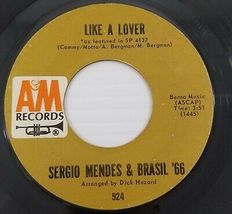 LIKE A LOVER
"as featured in SP 4137
(Cammy/Motta/A. Bergman/M. Bergman)
A&M
RECORDS
Berna Music
(ASCAP)
Time: 3:51
(1445)
SERGIO MENDES & BRASIL '66
Arranged by Dick Hazard
924